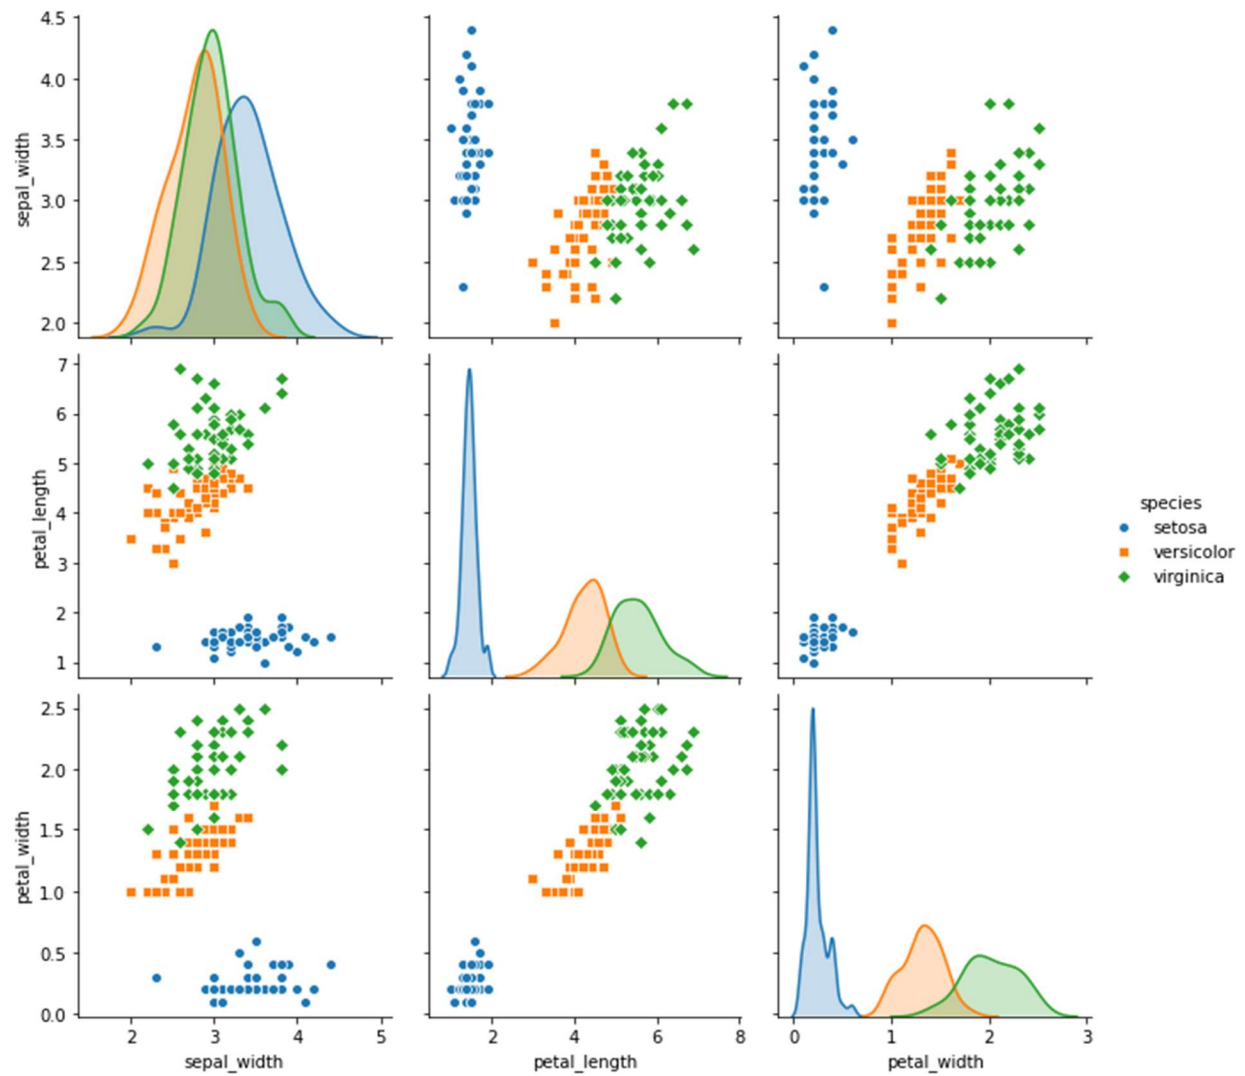 4.5
4.0
3.5
3.0
2.5
2.0
sepal_width
7
6
5
4
3
2
1
petal_length
species
setosa
versicolor
virginica
2.5
2.0
1.5
1.0
0.5
0.0
petal_width
2 3 4 5
sepal_width
2 4 6 8
petal_length
0 1 2 3
petal_width